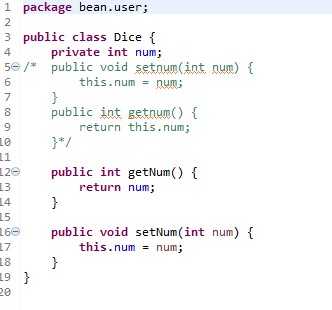 1 package bean.user;
2
3 public class Dice {
4     private int num;
5 /*  public void setnum(int num) {
6         this.num = num;
7     }
8     public int getnum() {
9         return this.num;
10     }*/
11
12     public int getNum() {
13         return num;
14     }
15
16     public void setNum(int num) {
17         this.num = num;
18     }
19 }
20